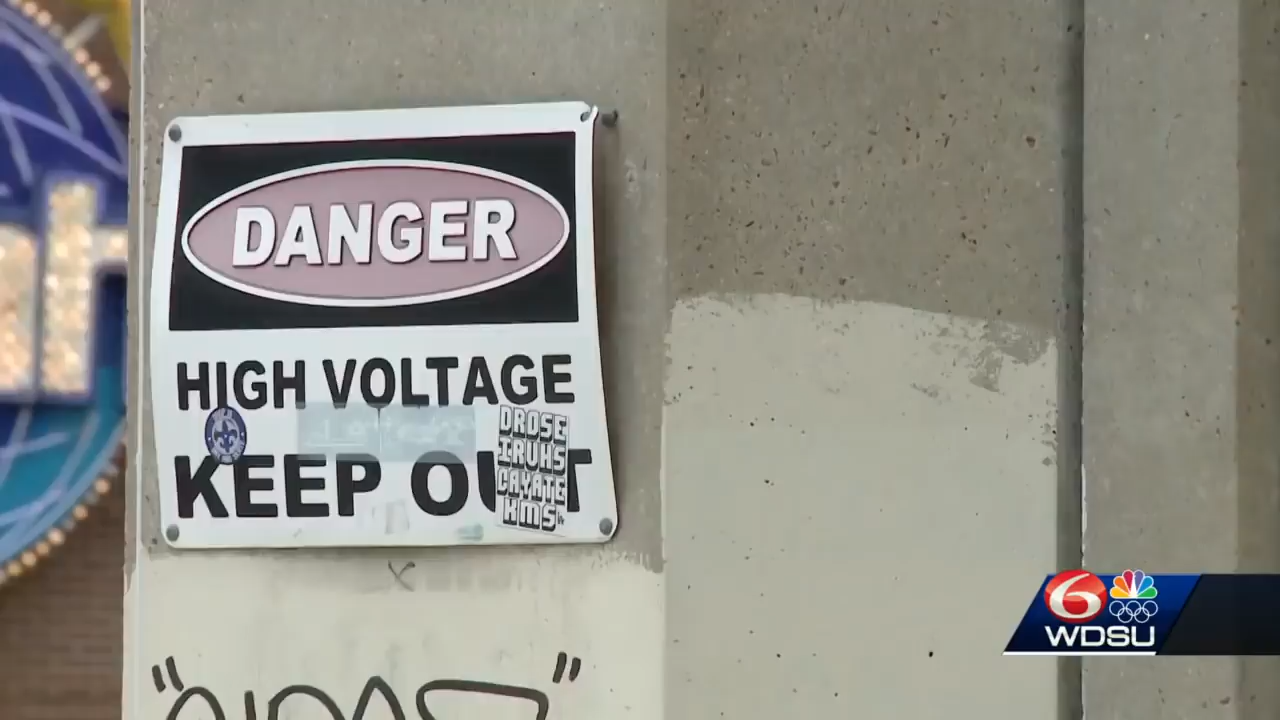 DANGER
HIGH VOLTAGE
KEEP OUT
DROSE
IRUHS
CAYATE
KMS
6
WDSU